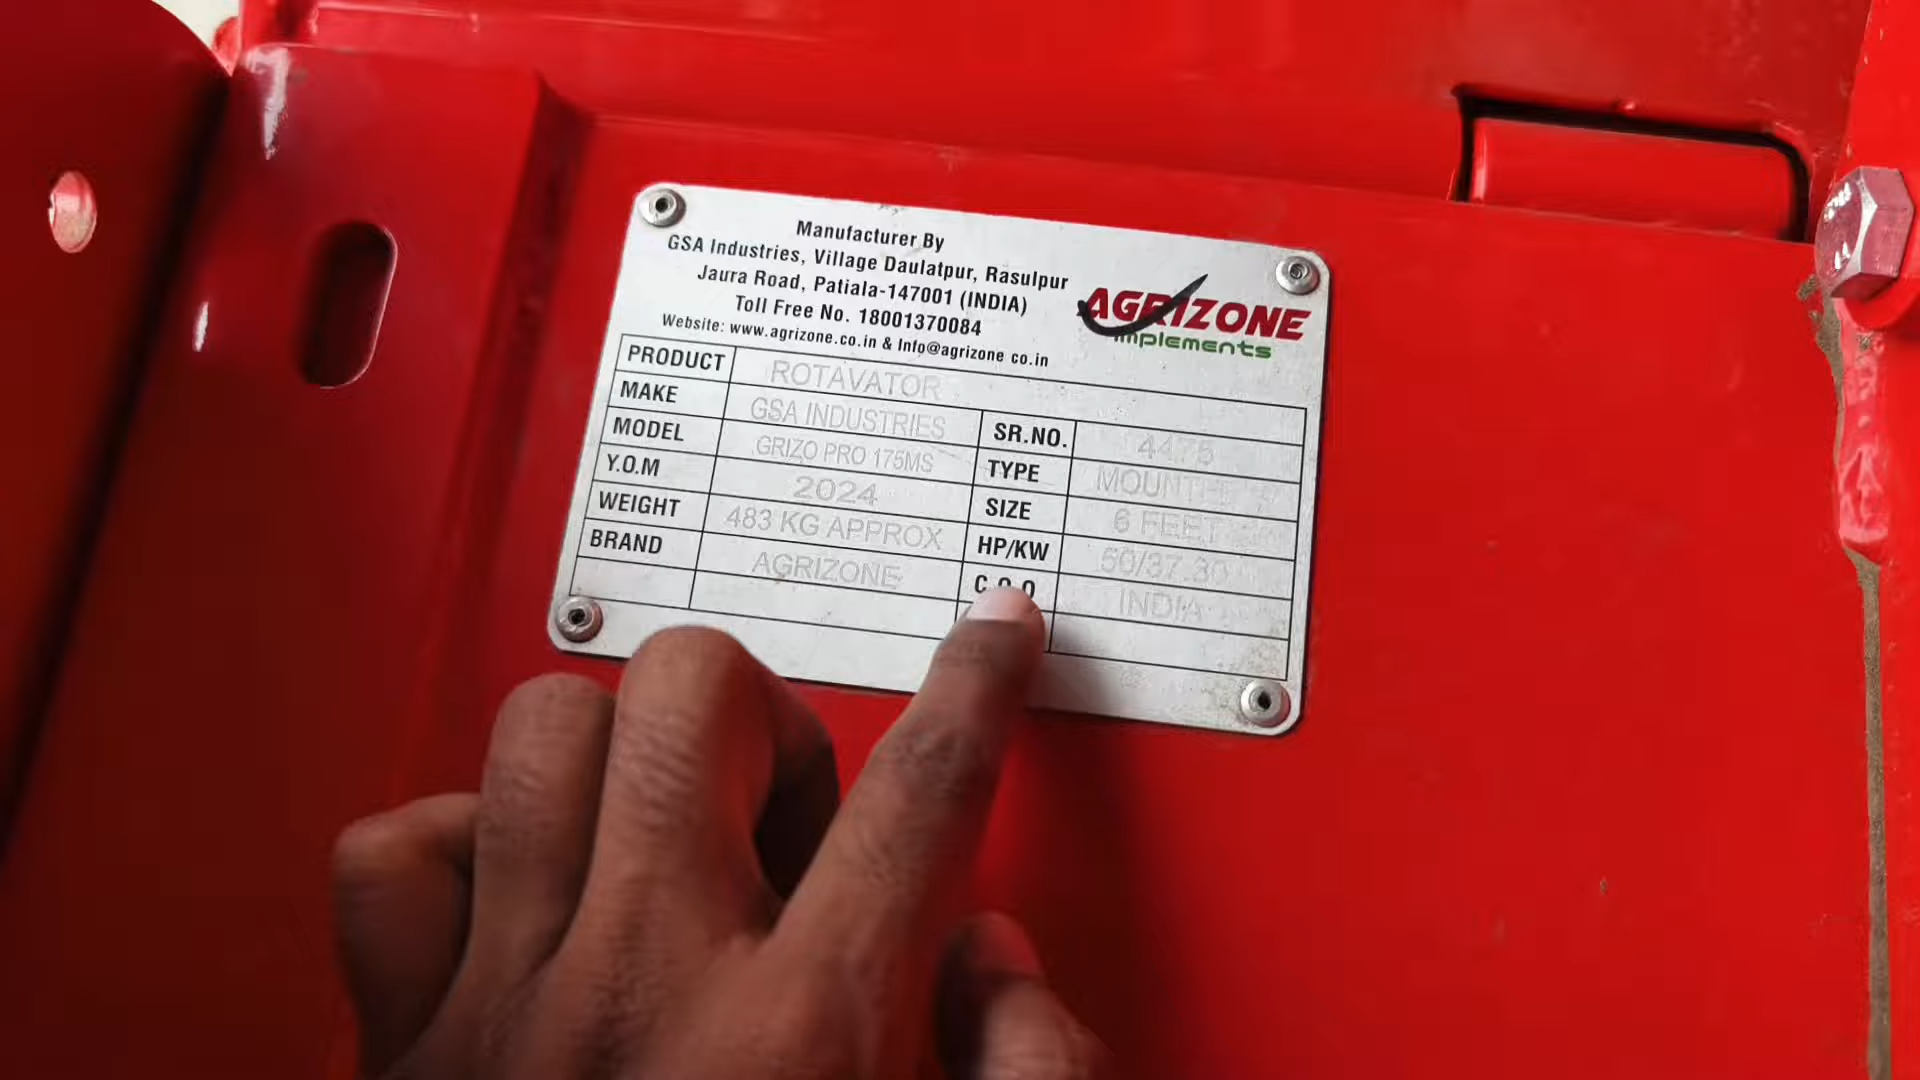 Manufacturer By
GSA Industries, Village Daulatpur, Rasulpur
Jaura Road, Patiala-147001 (INDIA)
Toll Free No. 18001370084
Website: www.agrizone.co.in & Info@agrizone co.in
AGRIZONE
implements
PRODUCT ROTAVATOR
MAKE GSA INDUSTRIES SR.NO. 4475
MODEL GRIZO PRO 175MS TYPE MOUNTED
Y.O.M 2024 SIZE 6 FEET
WEIGHT 483 KG APPROX HP/KW 50/37.30
BRAND AGRIZONE C.O.O INDIA